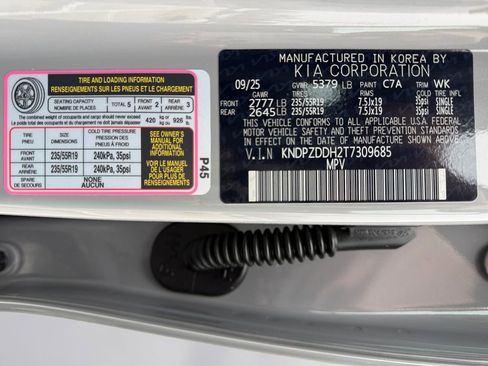 TIRE AND LOADING INFORMATION
RENSEIGNEMENTS SUR LES PNEUS ET LE CHARGEMENT
SEATING CAPACITY
NOMBRE DE PLACES
TOTAL 5
FRONT
AVANT 2
REAR
ARRIÈRE 3
The combined weight of occupants and cargo should never exceed
Le poids total des occupants et du chargement ne doit jamais dépasser
420 kg or 926 lbs.
TIRE
PNEU
COLD TIRE PRESSURE
PRESSION DES PNEUS À FROID
FRONT
AVANT
235/55R19
240kPa, 35psi
REAR
ARRIÈRE
235/55R19
240kPa, 35psi
SPARE
DE SECOURS
NONE
AUCUN
SEE OWNER'S
MANUAL FOR
ADDITIONAL
INFORMATION
VOIR LE MANUEL
DE L'USAGER
POUR PLUS DE
RENSEIGNEMENTS
P45
MANUFACTURED IN KOREA BY
KIA CORPORATION
09/25 GVWR 5379 LB PAINT C7A TRIM WK
GAWR TIRE RIM COLD TIRE INFL
FRONT 2777 LB 235/55R19 7.5Jx19 35psi SINGLE
REAR 2645 LB 235/55R19 7.5Jx19 35psi SINGLE
THIS VEHICLE CONFORMS TO ALL APPLICABLE U.S.A. FEDERAL
MOTOR VEHICLE SAFETY AND THEFT PREVENTION STANDARDS
IN EFFECT ON THE DATE OF MANUFACTURE SHOWN ABOVE.
V.I.N KNDPZDDH2T7309685
MPV